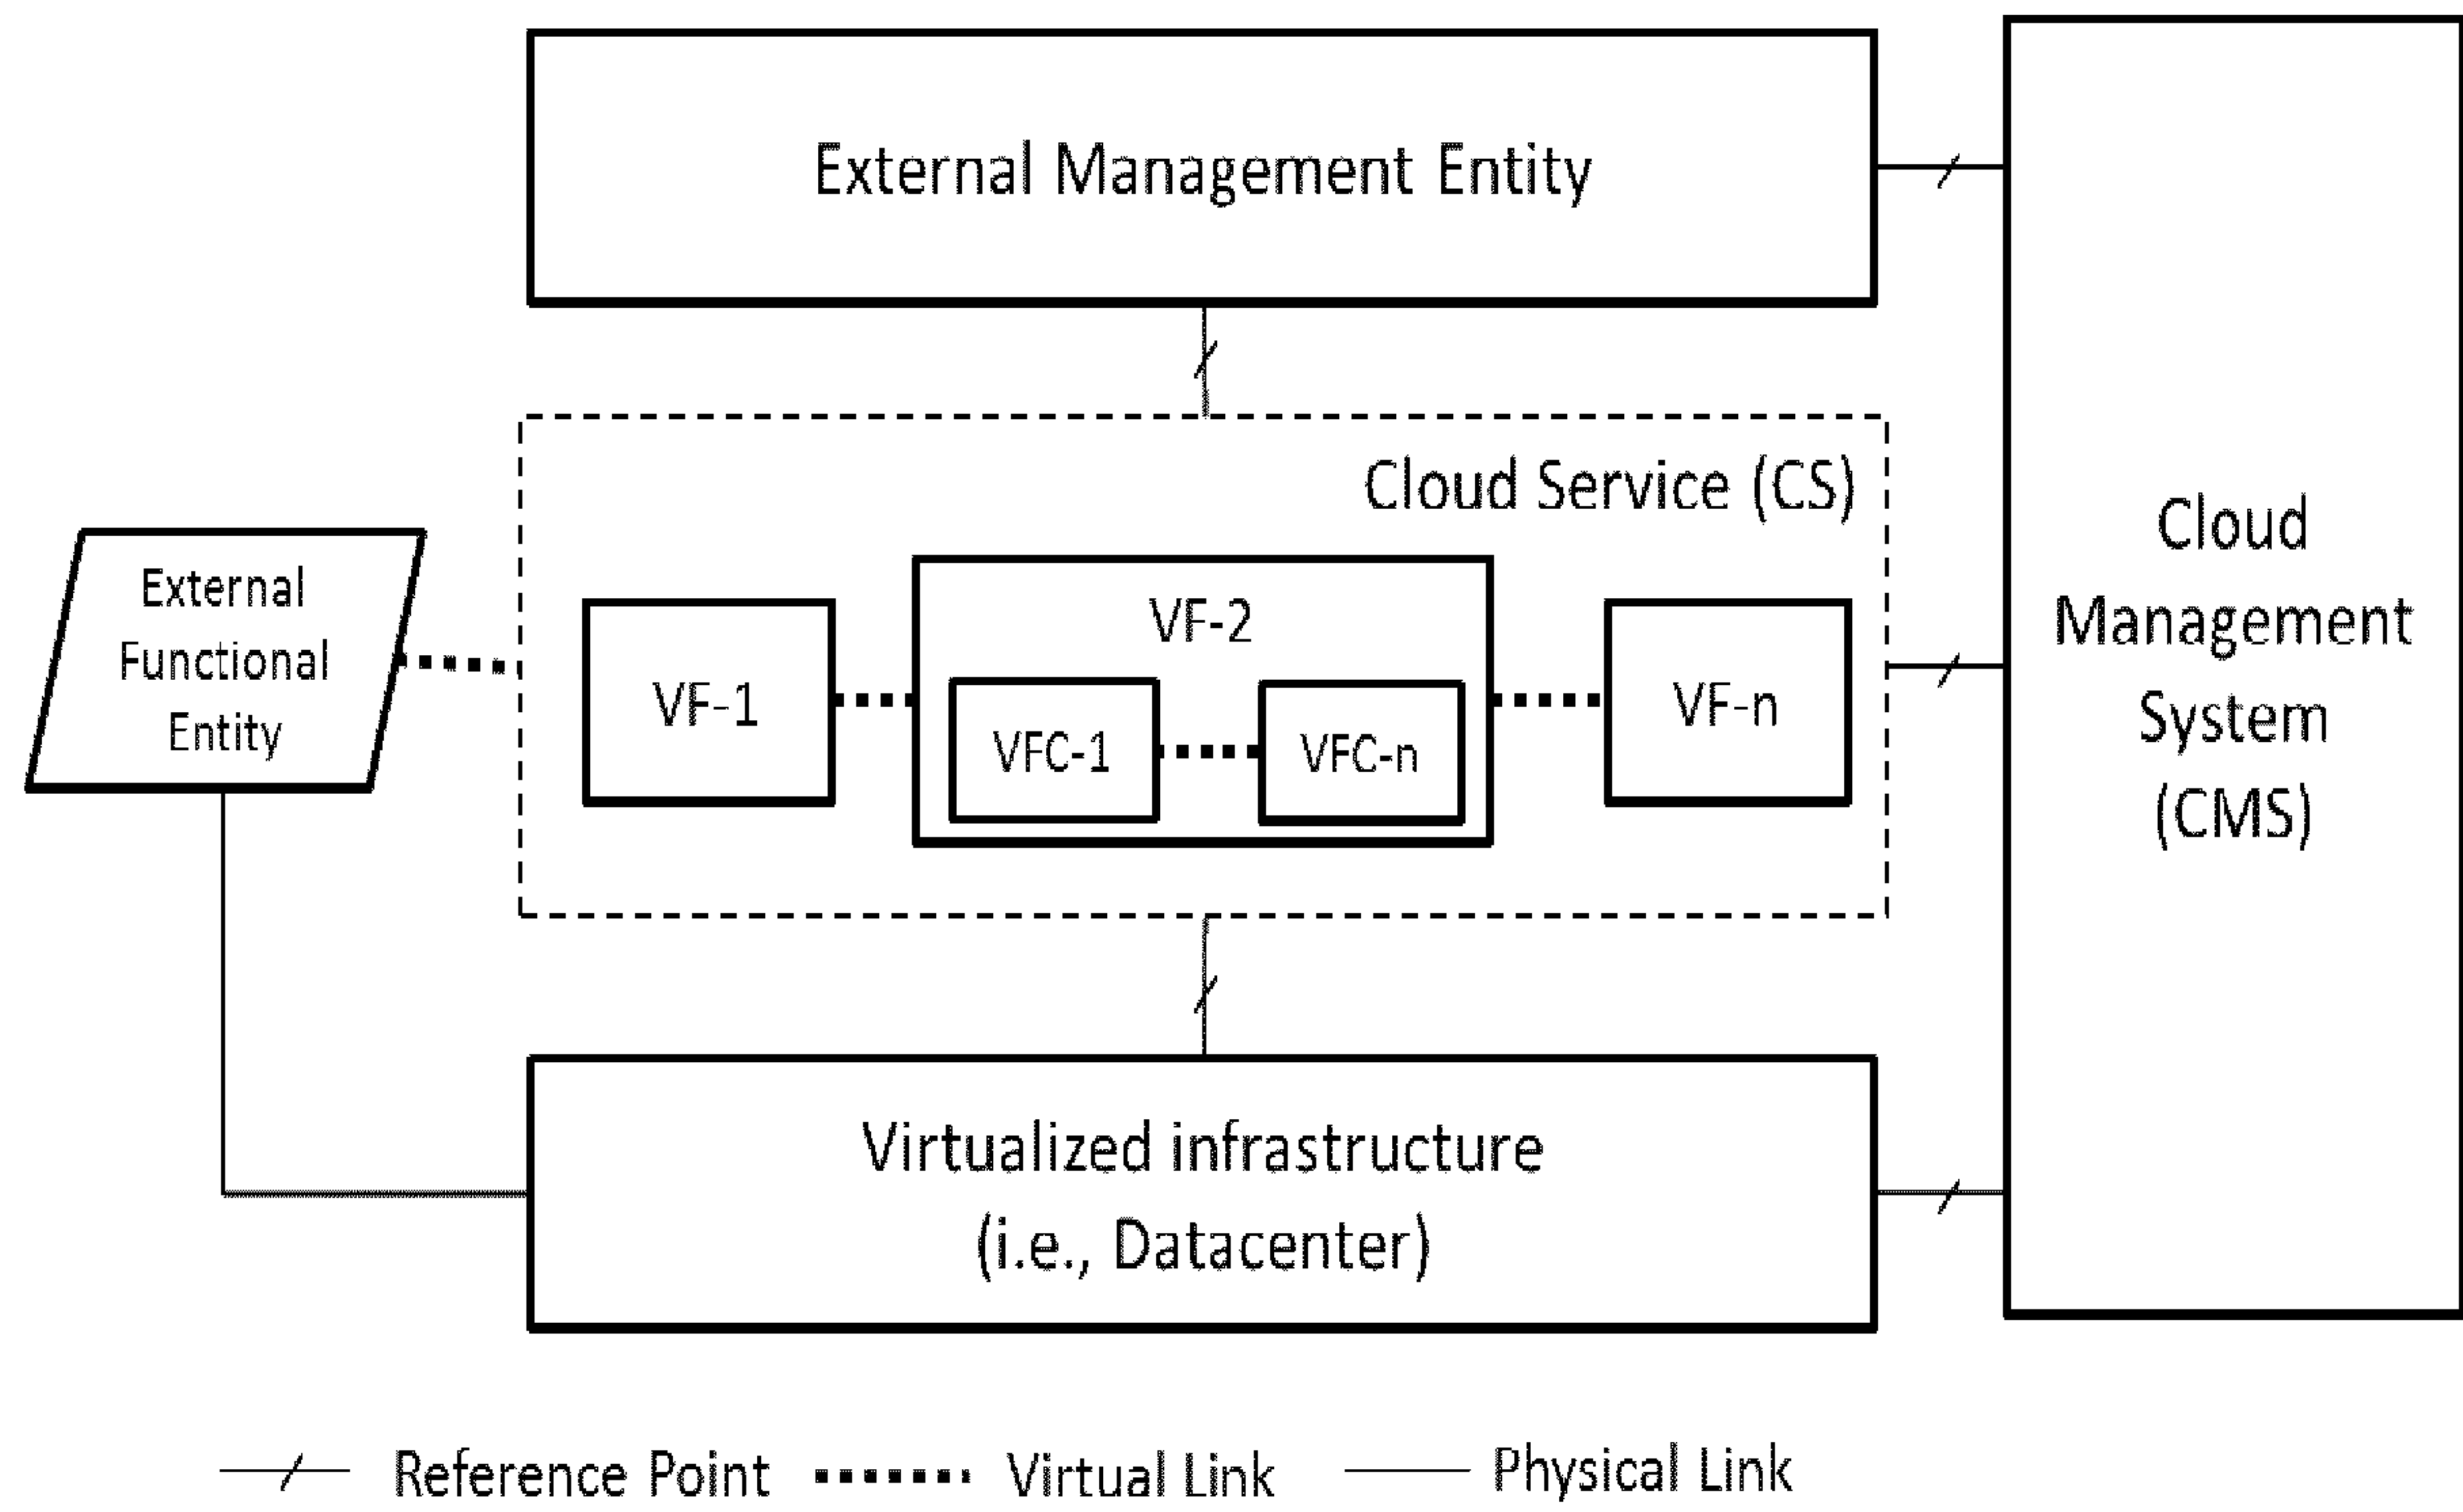 External Management Entity
Cloud Service (CS)
External
Functional
Entity
VF-1
VF-2
VFC-1
VFC-n
VF-n
Cloud
Management
System
(CMS)
Virtualized infrastructure
(i.e., Datacenter)
Reference Point
Virtual Link
Physical Link